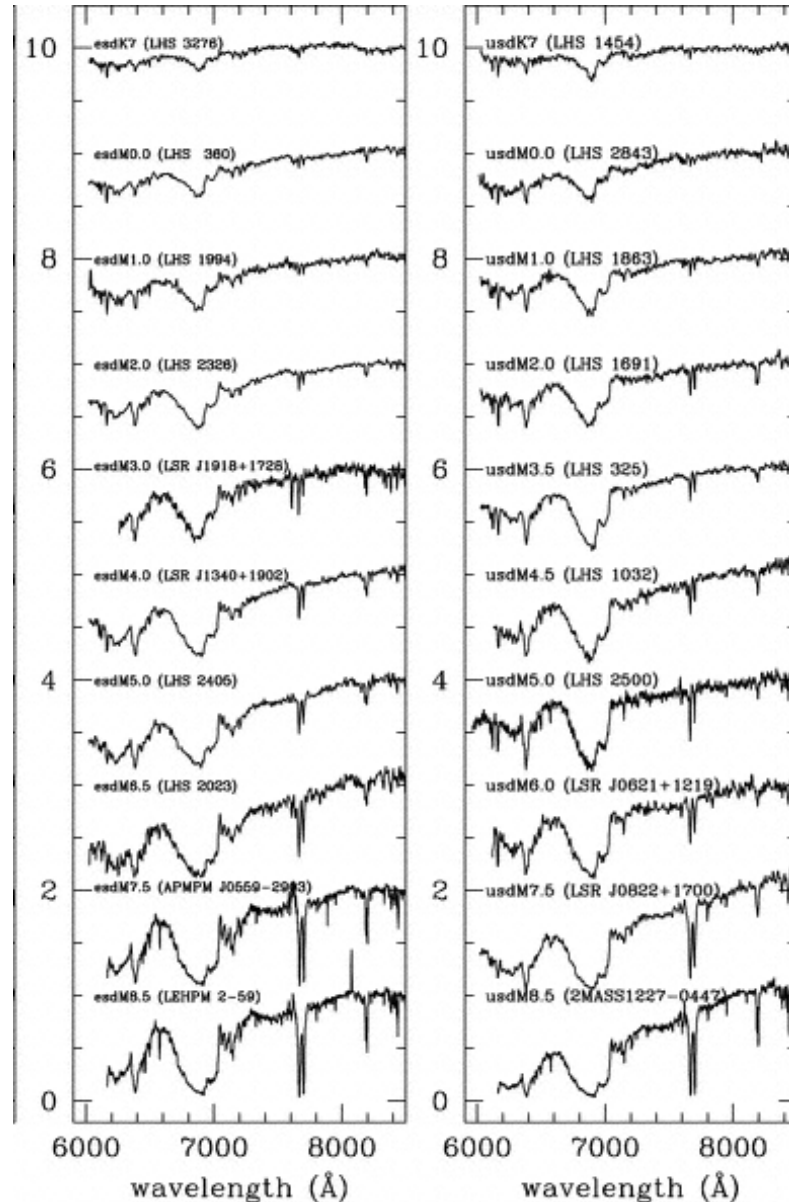 10
8
6
4
2
0
esdK7 (LHS 3276)
esdM0.0 (LHS 360)
esdM1.0 (LHS 1994)
esdM2.0 (LHS 2326)
esdM3.0 (LSR J1918+1728)
esdM4.0 (LSR J1340+1902)
esdM5.0 (LHS 2405)
esdM6.5 (LHS 2023)
esdM7.5 (APMPM J0559-2903)
esdM8.5 (LEHPM 2-59)
6000 7000 8000
wavelength (Å)
10
8
6
4
2
0
usdK7 (LHS 1454)
usdM0.0 (LHS 2843)
usdM1.0 (LHS 1863)
usdM2.0 (LHS 1691)
usdM3.5 (LHS 325)
usdM4.5 (LHS 1032)
usdM5.0 (LHS 2500)
usdM6.0 (LSR J0621+1219)
usdM7.5 (LSR J0822+1700)
usdM8.5 (2MASS1227-0447)
6000 7000 8000
wavelength (Å)